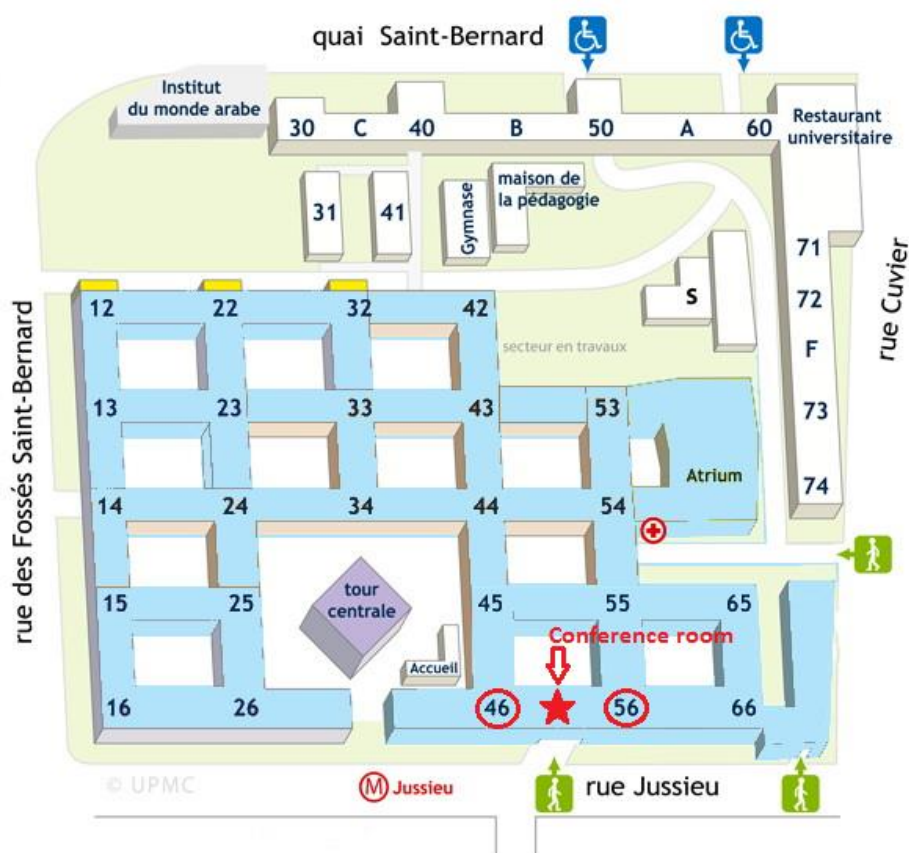 quai Saint-Bernard
Institut
du monde arabe
30 C 40 B 50 A 60
Restaurant
universitaire
31 41
Gymnase
maison de
la pédagogie
71
72
F
73
74
S
rue Cuvier
rue des Fossés Saint-Bernard
12 22 32 42
secteur en travaux
13 23 33 43 53
Atrium
14 24 34 44 54
tour
centrale
15 25 45 55 65
Conference room
Accueil
16 26 46 56 66
© UPMC
M Jussieu
rue Jussieu